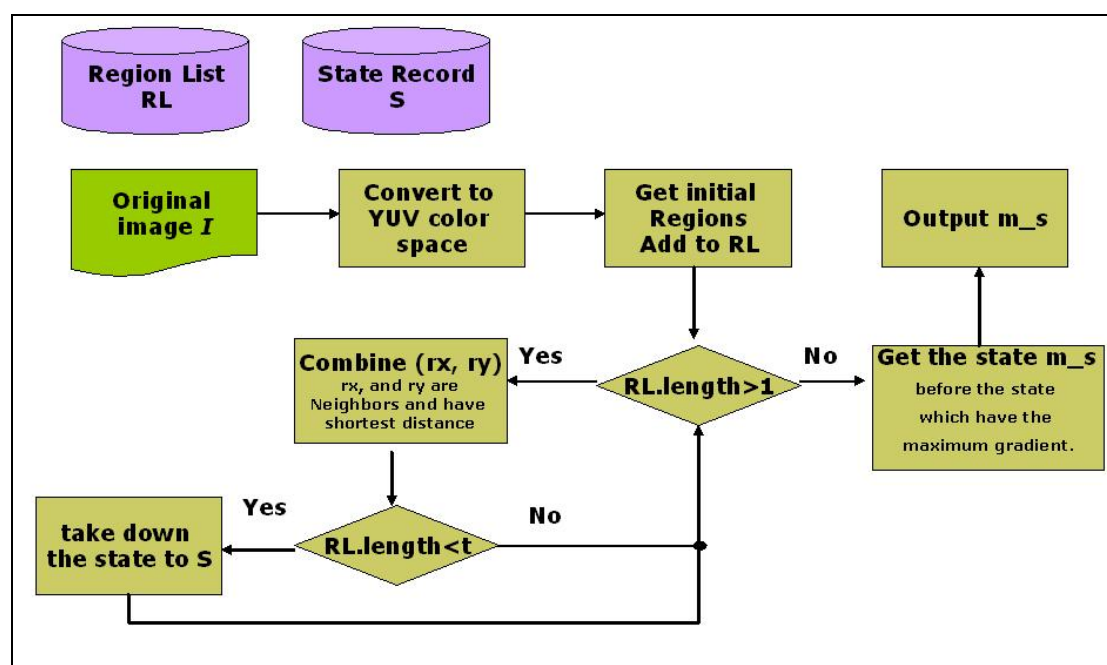 Region List
RL
State Record
S
Original
image I
Convert to
YUV color
space
Get initial
Regions
Add to RL
Output m_s
Yes
Combine (rx, ry)
rx, and ry are
Neighbors and have
shortest distance
RL.length>1
No
Get the state m_s
before the state
which have the
maximum gradient.
Yes
take down
the state to S
RL.length<t
No